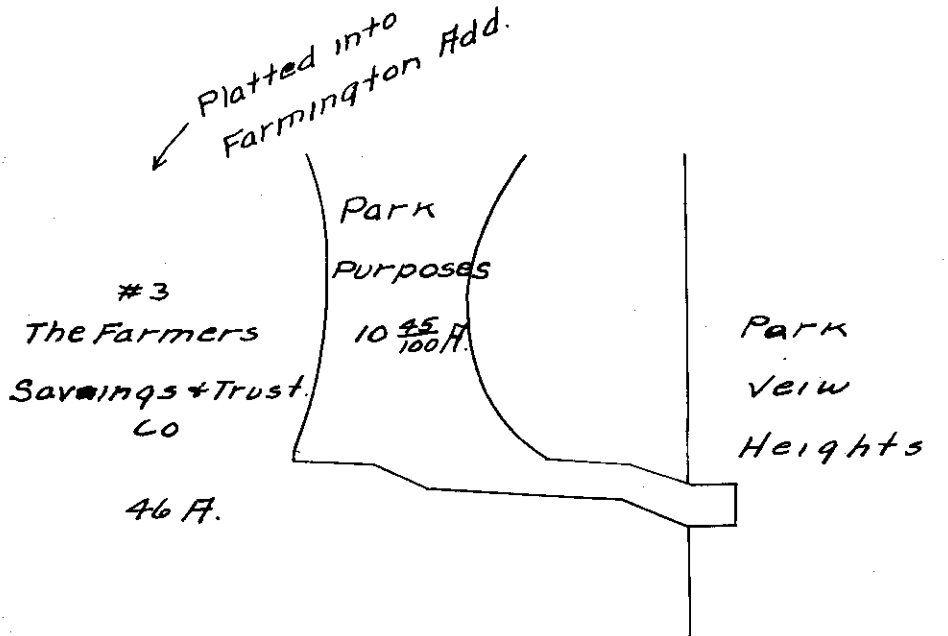 Platted into
Farmington Add.
Park
Purposes
10 45/100 A.
#3
The Farmers
Savaings & Trust.
Co
46 A.
Park
Veiw
Heights